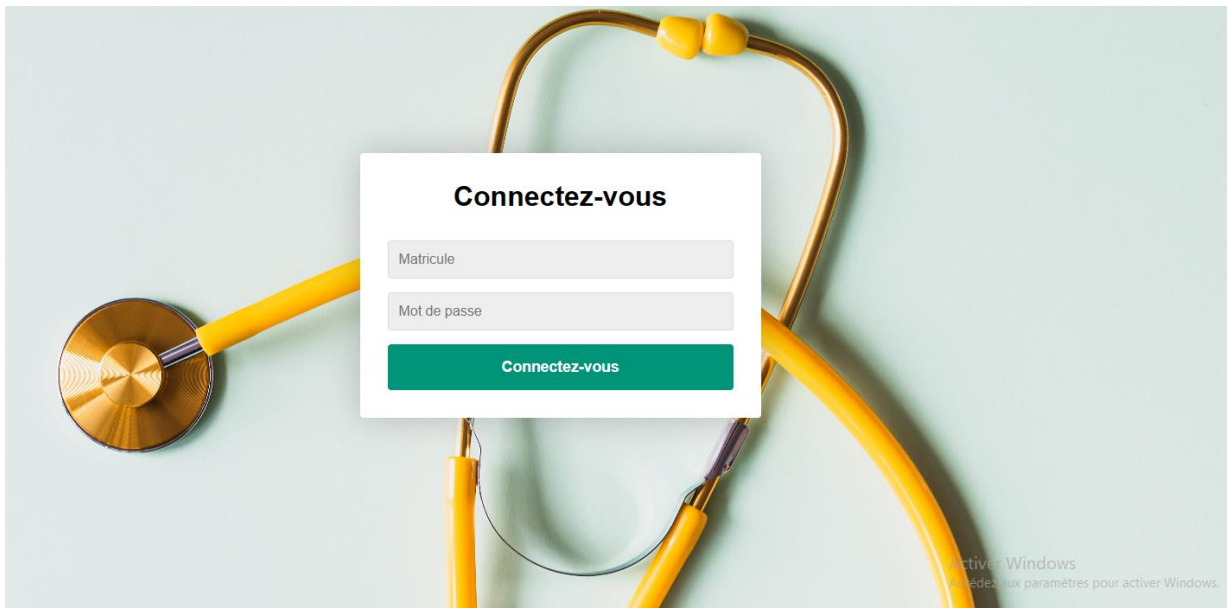 Connectez-vous
Matricule
Mot de passe
Connectez-vous
Activer Windows
Accédez aux paramètres pour activer Windows.